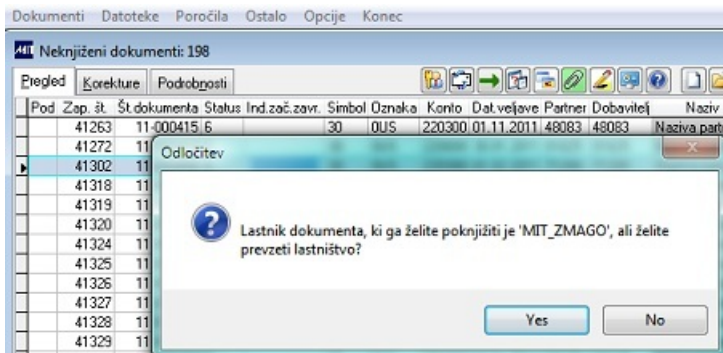 Dokumenti Datoteke Poročila Ostalo Opcije Konec
MIT Neknjiženi dokumenti: 198
Pregled Korekture Podrobnosti
Pod Zap. št. Št.dokumenta Status Ind.zač.zavr. Simbol Oznaka Konto Dat.veljave Partner Dobavitelj Naziv
41263 11-000415 6 30 0US 220300 01.11.2011 48083 48083 Naziva part
41272 11
Odločitev
41302 11
41318 11
41319 11
41320 11
Lastnik dokumenta, ki ga želite poknjižiti je 'MIT_ZMAGO', ali želite
prevzeti lastništvo?
41324 11
41325 11
41326 11
41327 11
41328 11
Yes No
41329 11